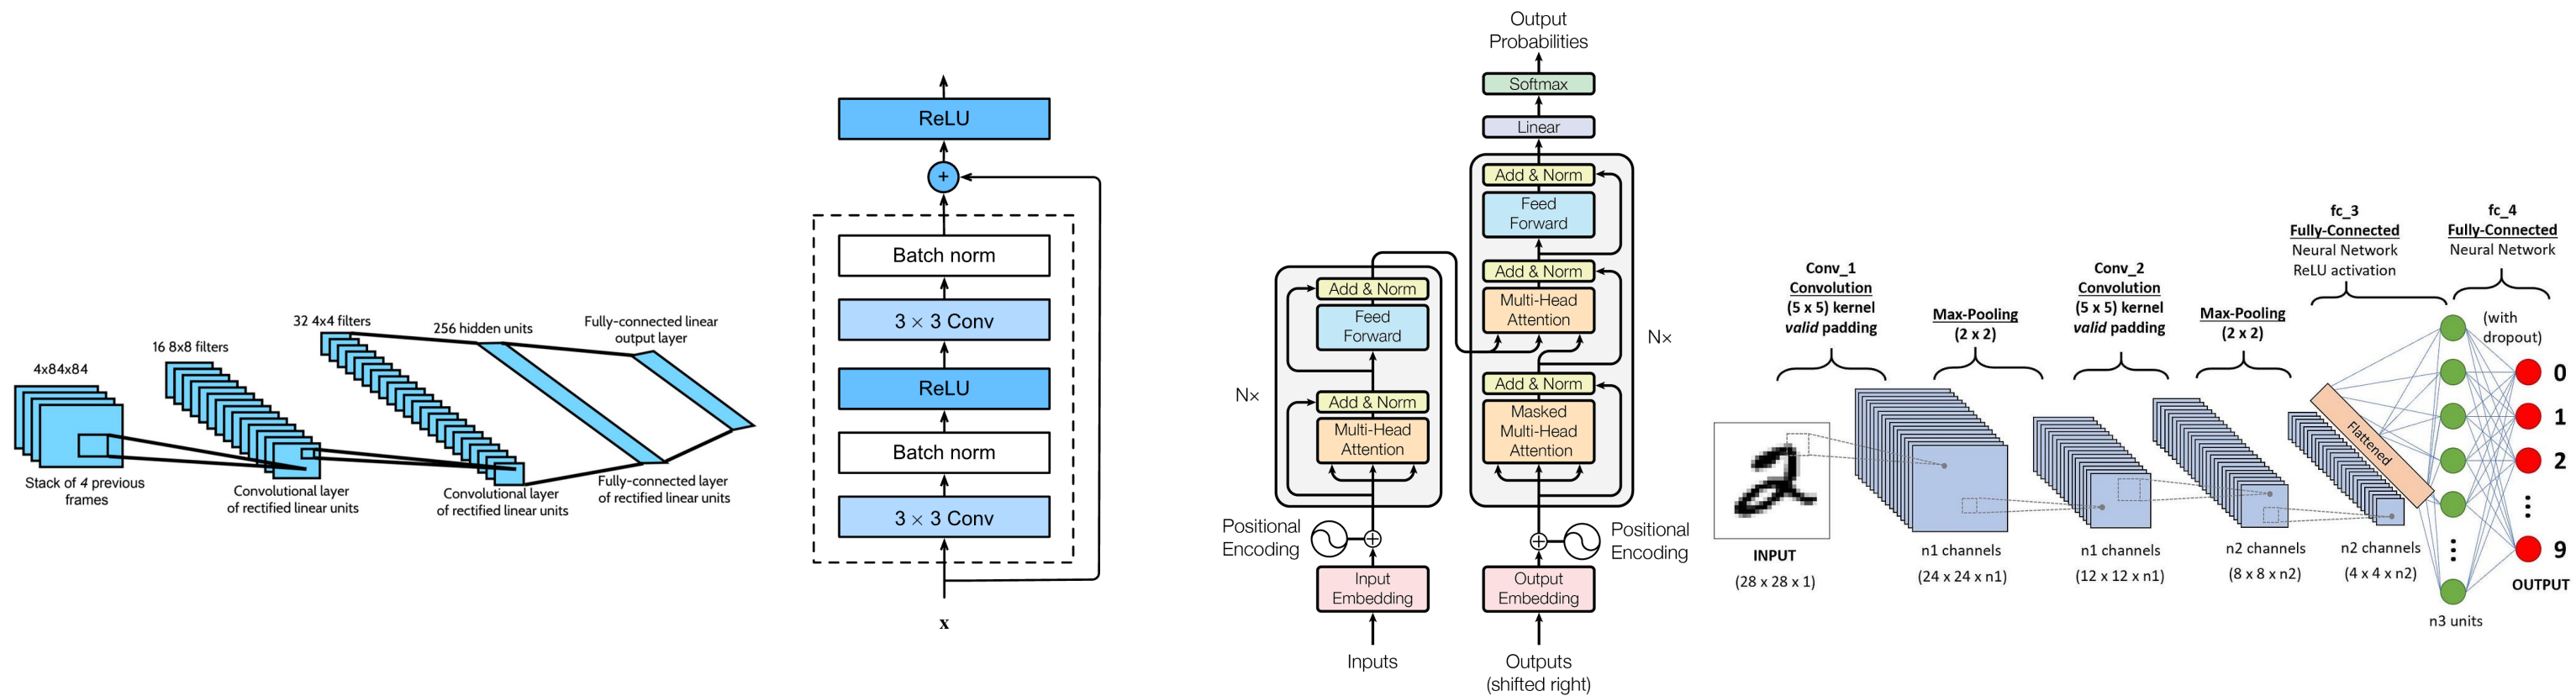 4x84x84
Stack of 4 previous
frames
16 8x8 filters
Convolutional layer
of rectified linear units
32 4x4 filters
Convolutional layer
of rectified linear units
256 hidden units
Fully-connected layer
of rectified linear units
Fully-connected linear
output layer
ReLU
+
Batch norm
3 × 3 Conv
ReLU
Batch norm
3 × 3 Conv
x
Output
Probabilities
Softmax
Linear
Add & Norm
Feed
Forward
Add & Norm
Multi-Head
Attention
Add & Norm
Masked
Multi-Head
Attention
N×
Add & Norm
Feed
Forward
Add & Norm
Multi-Head
Attention
N×
Positional
Encoding
Positional
Encoding
Input
Embedding
Output
Embedding
Inputs
Outputs
(shifted right)
Conv_1
Convolution
(5 x 5) kernel
valid padding
Max-Pooling
(2 x 2)
Conv_2
Convolution
(5 x 5) kernel
valid padding
Max-Pooling
(2 x 2)
fc_3
Fully-Connected
Neural Network
ReLU activation
fc_4
Fully-Connected
Neural Network
(with
dropout)
2
Flattened
0
1
2
9
INPUT
(28 x 28 x 1)
n1 channels
(24 x 24 x n1)
n1 channels
(12 x 12 x n1)
n2 channels
(8 x 8 x n2)
n2 channels
(4 x 4 x n2)
OUTPUT
n3 units